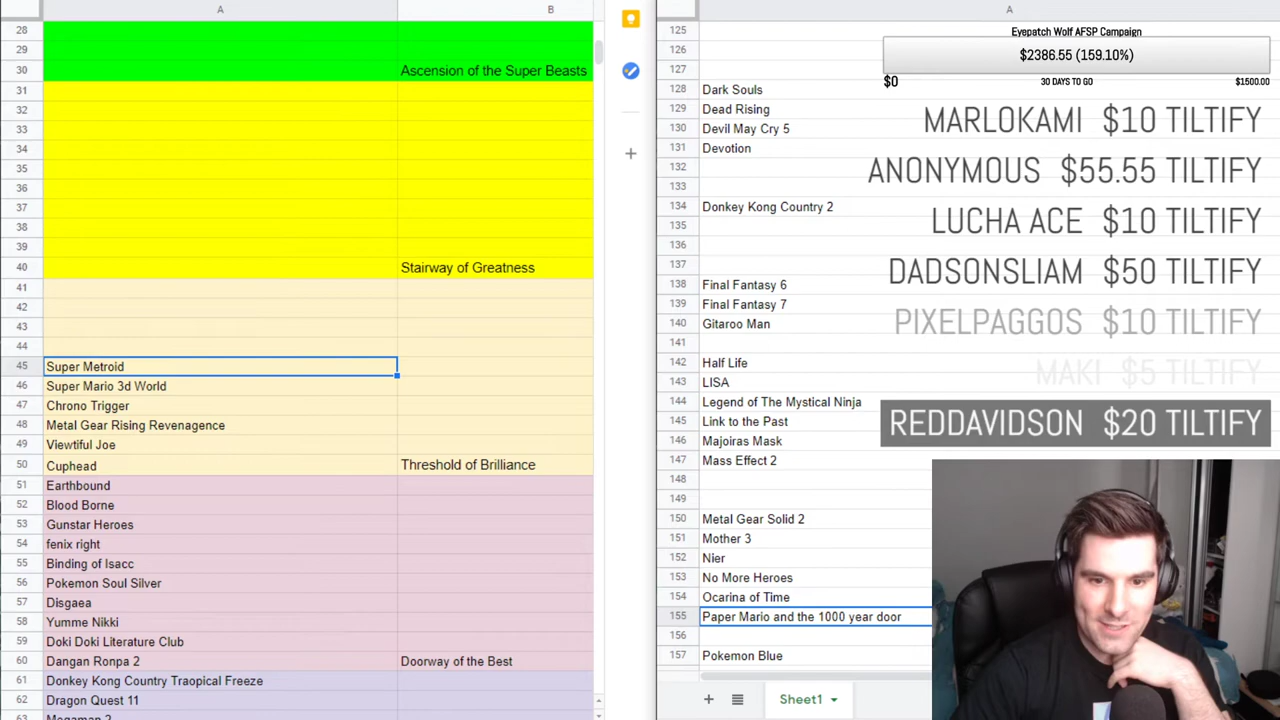 A
B
28
29
30 Ascension of the Super Beasts
31
32
33
34
35
36
37
38
39
40 Stairway of Greatness
41
42
43
44
45 Super Metroid
46 Super Mario 3d World
47 Chrono Trigger
48 Metal Gear Rising Revenagence
49 Viewtiful Joe
50 Cuphead Threshold of Brilliance
51 Earthbound
52 Blood Borne
53 Gunstar Heroes
54 fenix right
55 Binding of Isacc
56 Pokemon Soul Silver
57 Disgaea
58 Yumme Nikki
59 Doki Doki Literature Club
60 Dangan Ronpa 2 Doorway of the Best
61 Donkey Kong Country Traopical Freeze
62 Dragon Quest 11
63 Megaman 2
A
125
126
127
128 Dark Souls
129 Dead Rising
130 Devil May Cry 5
131 Devotion
132
133
134 Donkey Kong Country 2
135
136
137
138 Final Fantasy 6
139 Final Fantasy 7
140 Gitaroo Man
141
142 Half Life
143 LISA
144 Legend of The Mystical Ninja
145 Link to the Past
146 Majoiras Mask
147 Mass Effect 2
148
149
150 Metal Gear Solid 2
151 Mother 3
152 Nier
153 No More Heroes
154 Ocarina of Time
155 Paper Mario and the 1000 year door
156
157 Pokemon Blue
Sheet1
Eyepatch Wolf AFSP Campaign
$2386.55 (159.10%)
$0 30 DAYS TO GO $1500.00
MARLOKAMI $10 TILTIFY
ANONYMOUS $55.55 TILTIFY
LUCHA ACE $10 TILTIFY
DADSONSLIAM $50 TILTIFY
PIXELPAGGOS $10 TILTIFY
MAKI $5 TILTIFY
REDDAVIDSON $20 TILTIFY